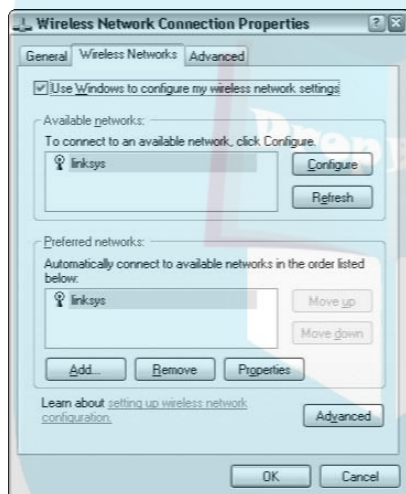 Wireless Network Connection Properties
General Wireless Networks Advanced
Use Windows to configure my wireless network settings
Available networks:
To connect to an available network, click Configure.
linksys
Configure
Refresh
Preferred networks:
Automatically connect to available networks in the order listed
below:
linksys
Move up
Move down
Add... Remove Properties
Learn about setting up wireless network
configuration.
Advanced
OK Cancel